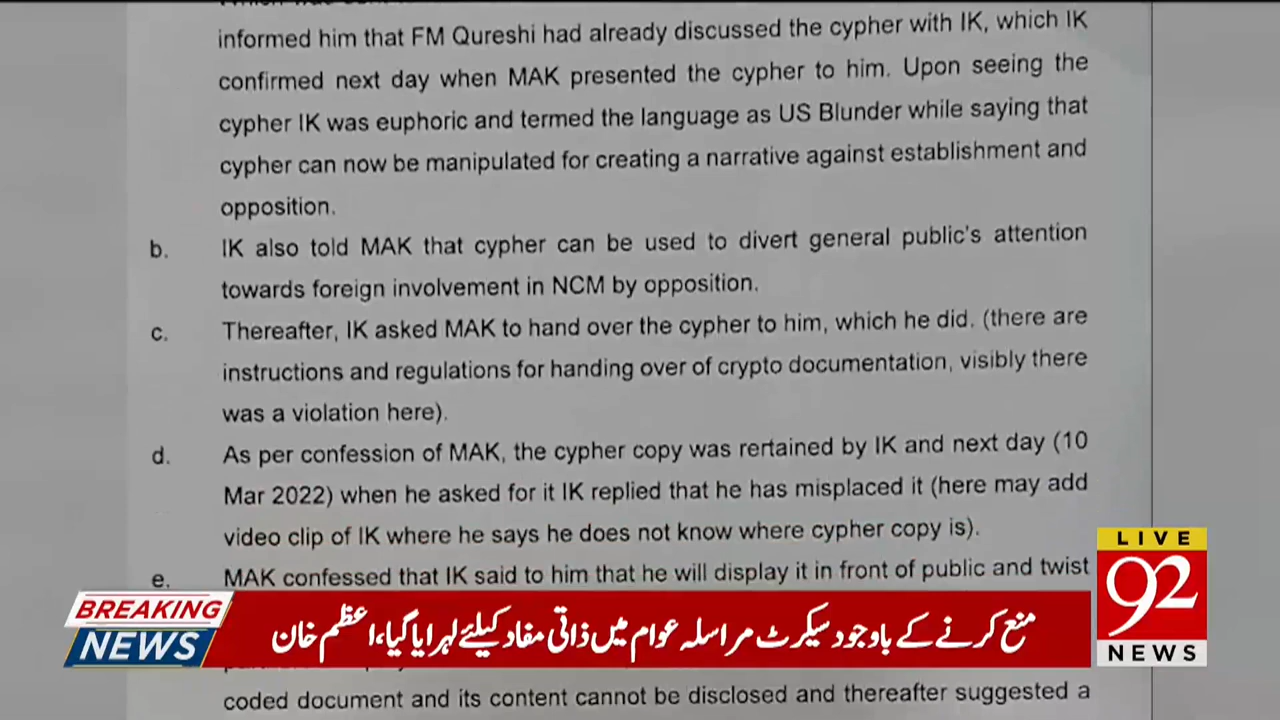 informed him that FM Qureshi had already discussed the cypher with IK, which IK
confirmed next day when MAK presented the cypher to him. Upon seeing the
cypher IK was euphoric and termed the language as US Blunder while saying that
cypher can now be manipulated for creating a narrative against establishment and
opposition.
b. IK also told MAK that cypher can be used to divert general public's attention
towards foreign involvement in NCM by opposition.
c. Thereafter, IK asked MAK to hand over the cypher to him, which he did. (there are
instructions and regulations for handing over of crypto documentation, visibly there
was a violation here).
d. As per confession of MAK, the cypher copy was rertained by IK and next day (10
Mar 2022) when he asked for it IK replied that he has misplaced it (here may add
video clip of IK where he says he does not know where cypher copy is).
e. MAK confessed that IK said to him that he will display it in front of public and twist
coded document and its content cannot be disclosed and thereafter suggested a
BREAKING
NEWS
منع کرنے کے باوجود سیکرٹ مراسلہ عوام میں ذاتی مفاد کیلئے لہرایا گیا، اعظم خان
LIVE
92
NEWS